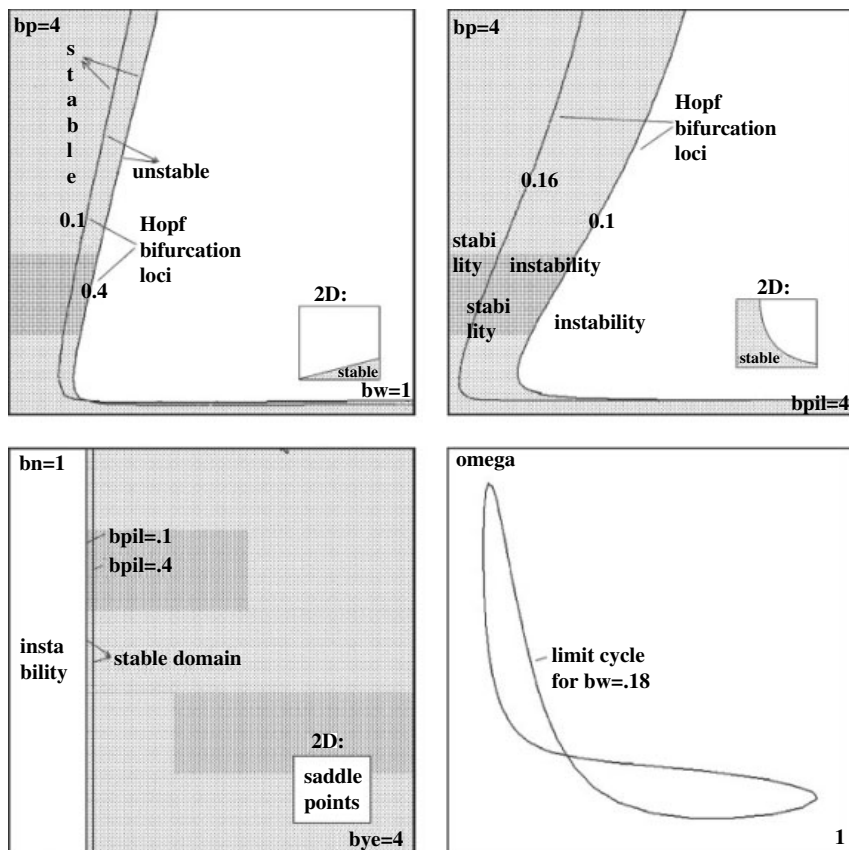 bp=4
s
t
a
b
l
e
unstable
0.1
Hopf
bifurcation
loci
0.4
2D:
stable
bw=1
bp=4
Hopf
bifurcation
loci
0.16
0.1
stabi
lity
instability
stabi
lity
instability
2D:
stable
bpil=4
bn=1
bpil=.1
bpil=.4
insta
bility
stable domain
2D:
saddle
points
bye=4
omega
limit cycle
for bw=.18
1